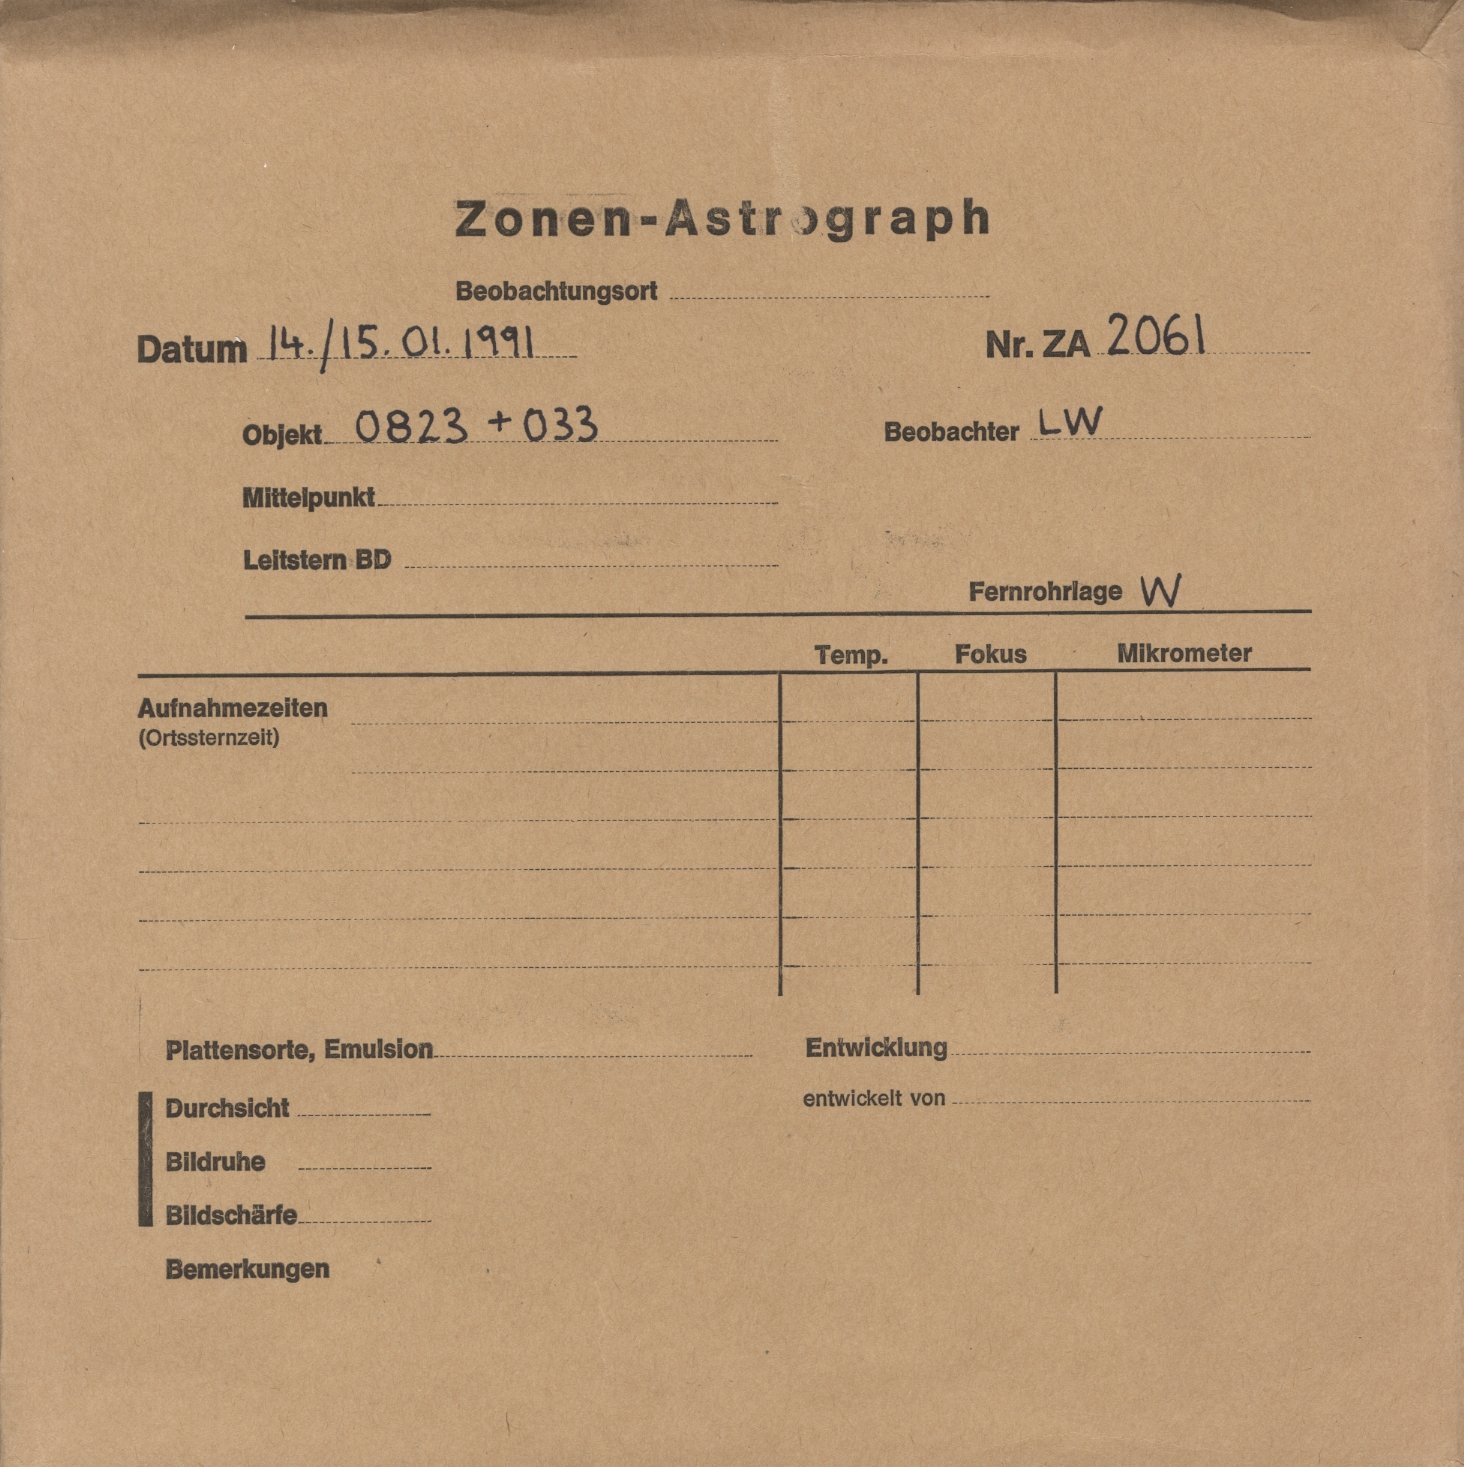 Zonen-Astrograph
Beobachtungsort
Datum 14./15.01.1991 Nr. ZA 2061
Objekt 0823 +033 Beobachter LW
Mittelpunkt
Leitstern BD
Fernrohrlage W
Temp. Fokus Mikrometer
Aufnahmezeiten
(Ortssternzeit)
Plattensorte, Emulsion Entwicklung
Durchsicht entwickelt von
Bildruhe
Bildschärfe
Bemerkungen